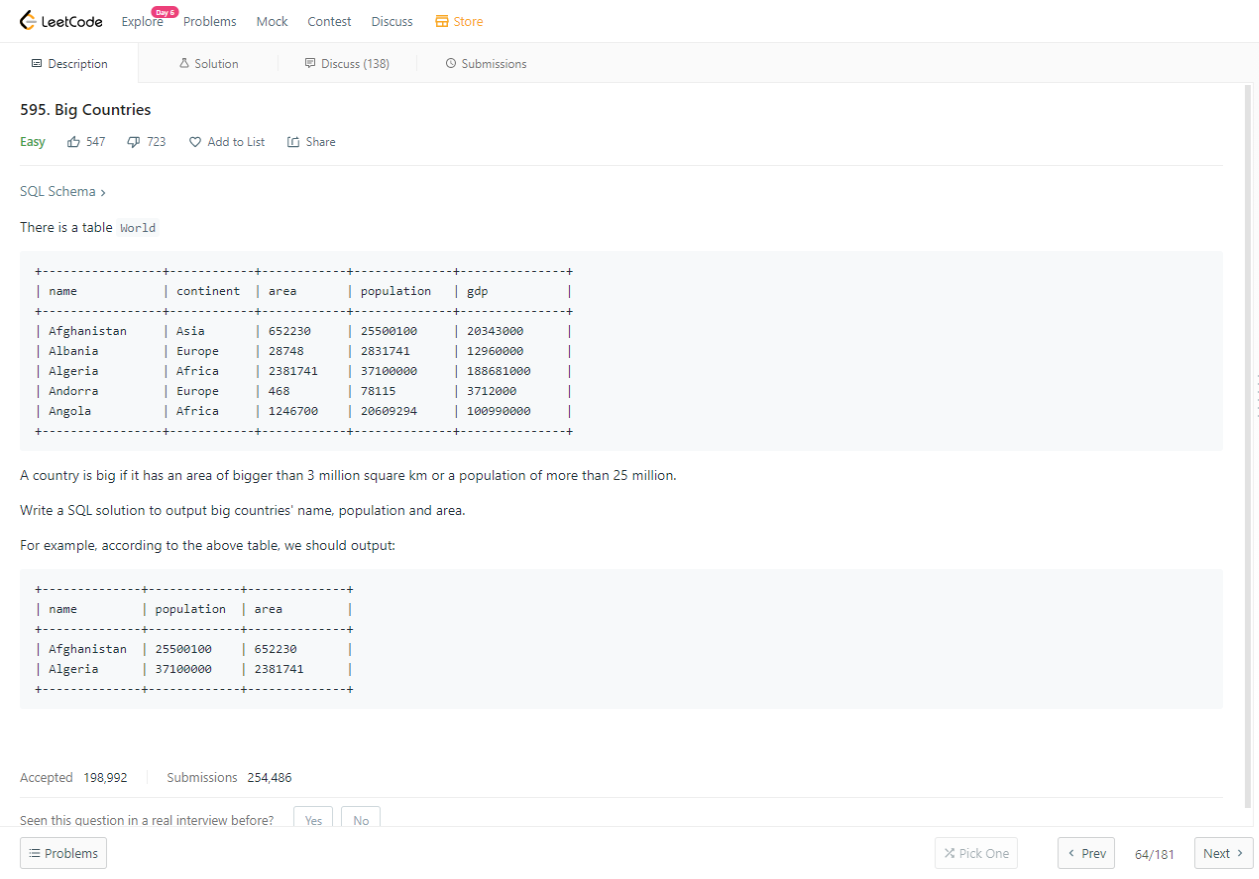 LeetCode Explore Day 6 Problems Mock Contest Discuss Store
Description Solution Discuss (138) Submissions
595. Big Countries
Easy 547 723 Add to List Share
SQL Schema >
There is a table World
+-----------------+-----------+------------+--------------+---------------+
| name            | continent | area       | population   | gdp           |
+-----------------+-----------+------------+--------------+---------------+
| Afghanistan     | Asia      | 652230     | 25500100     | 20343000      |
| Albania         | Europe    | 28748      | 2831741      | 12960000      |
| Algeria         | Africa    | 2381741    | 37100000     | 188681000     |
| Andorra         | Europe    | 468        | 78115        | 3712000       |
| Angola          | Africa    | 1246700    | 20609294     | 100990000     |
+-----------------+-----------+------------+--------------+---------------+
A country is big if it has an area of bigger than 3 million square km or a population of more than 25 million.
Write a SQL solution to output big countries' name, population and area.
For example, according to the above table, we should output:
+--------------+-------------+--------------+
| name         | population  | area         |
+--------------+-------------+--------------+
| Afghanistan  | 25500100    | 652230       |
| Algeria      | 37100000    | 2381741      |
+--------------+-------------+--------------+
Accepted 198,992 Submissions 254,486
Seen this question in a real interview before? Yes No
Problems Pick One < Prev 64/181 Next >